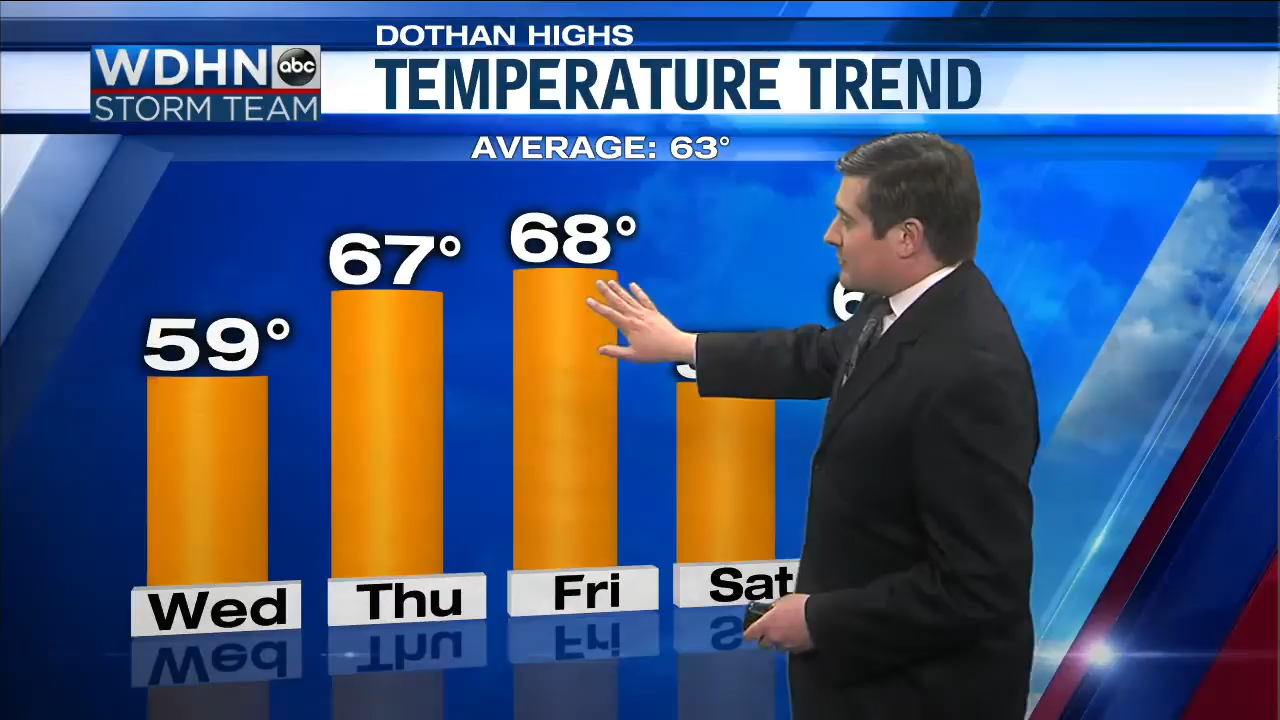 DOTHAN HIGHS
WDHN abc
STORM TEAM
TEMPERATURE TREND
AVERAGE: 63°
59°
67°
68°
Wed
Thu
Fri
Sat